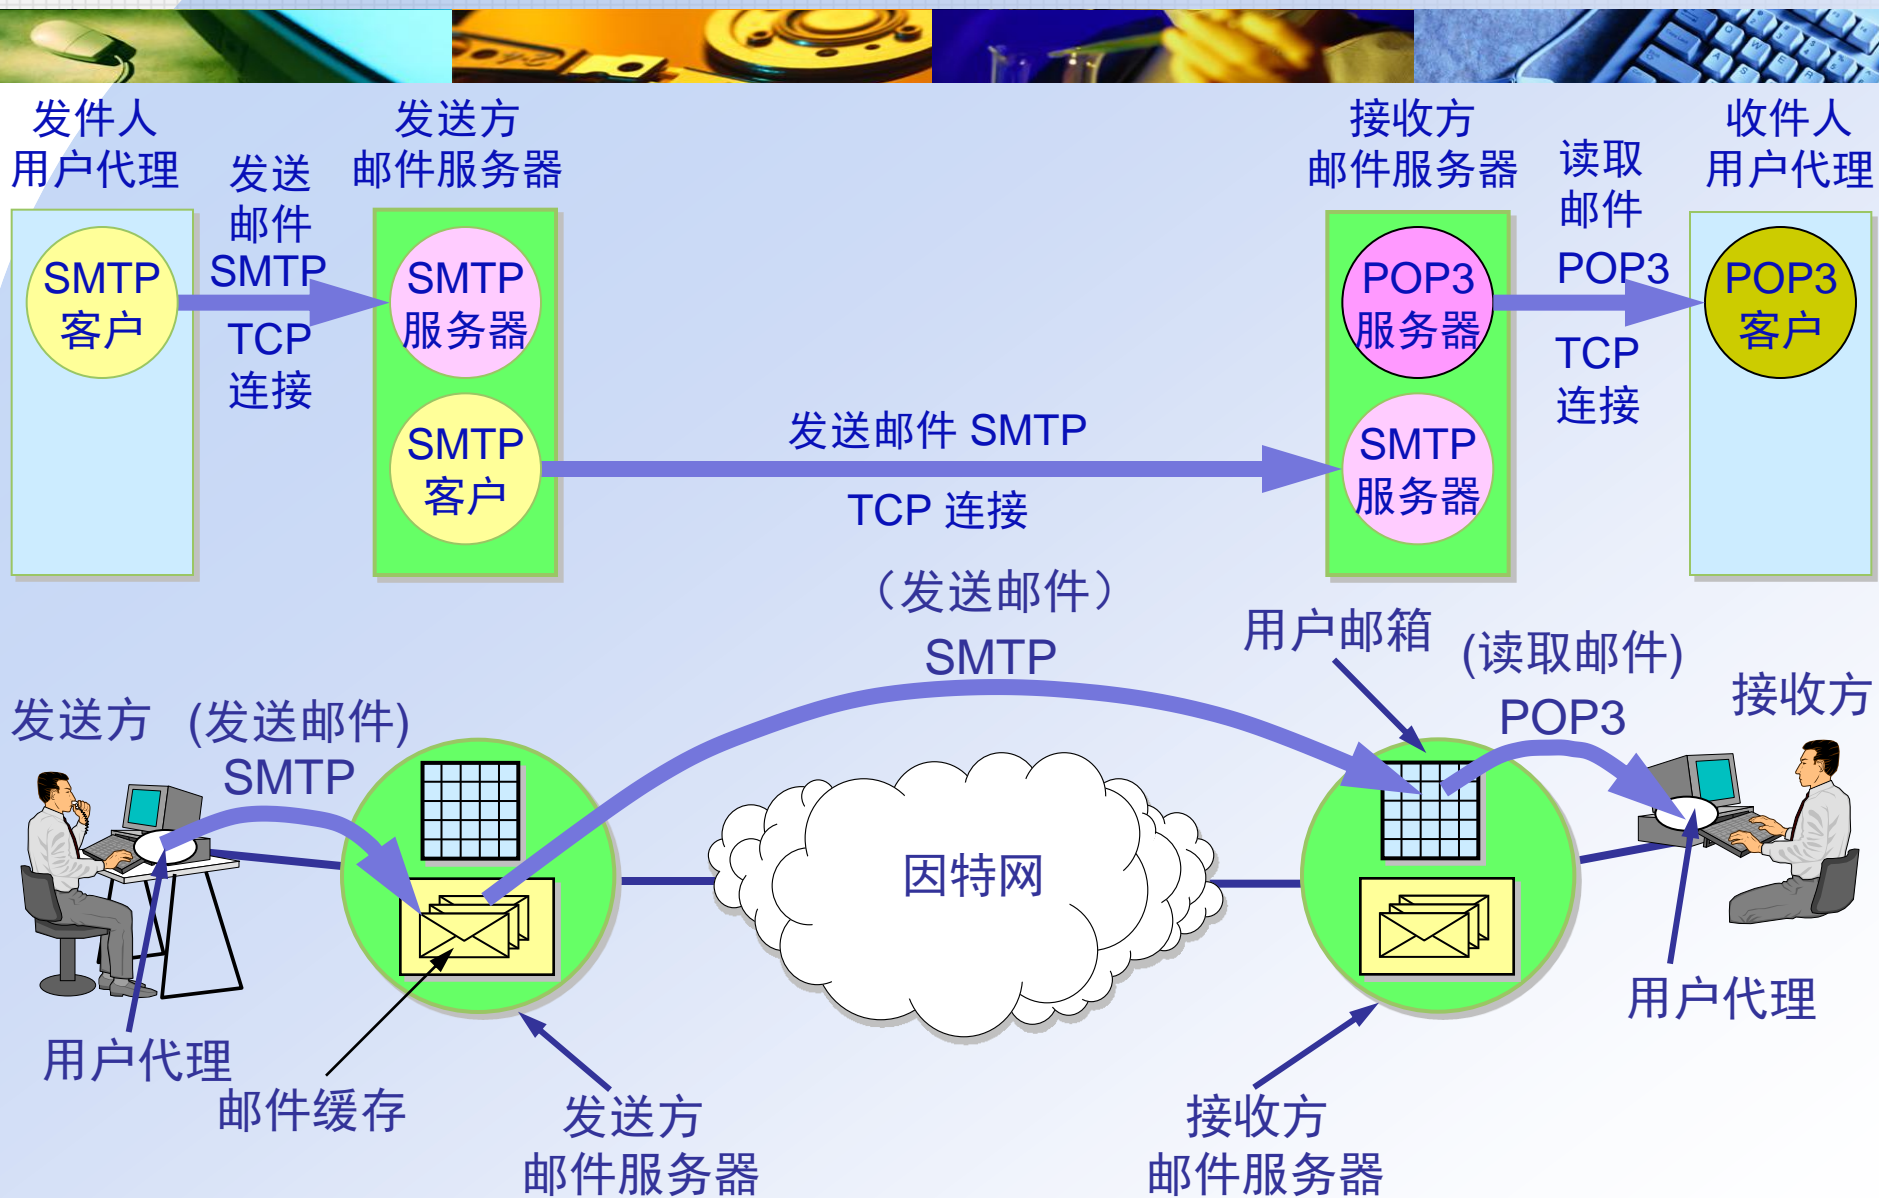 发件人
用户代理
发送
邮件
SMTP
TCP
连接
发送方
邮件服务器
接收方
邮件服务器
读取
邮件
POP3
TCP
连接
收件人
用户代理
SMTP
客户
SMTP
服务器
SMTP
客户
发送邮件 SMTP
TCP 连接
POP3
服务器
SMTP
服务器
POP3
客户
（发送邮件）
SMTP
用户邮箱
(读取邮件)
POP3
接收方
发送方
(发送邮件)
SMTP
因特网
用户代理
邮件缓存
发送方
邮件服务器
接收方
邮件服务器
用户代理